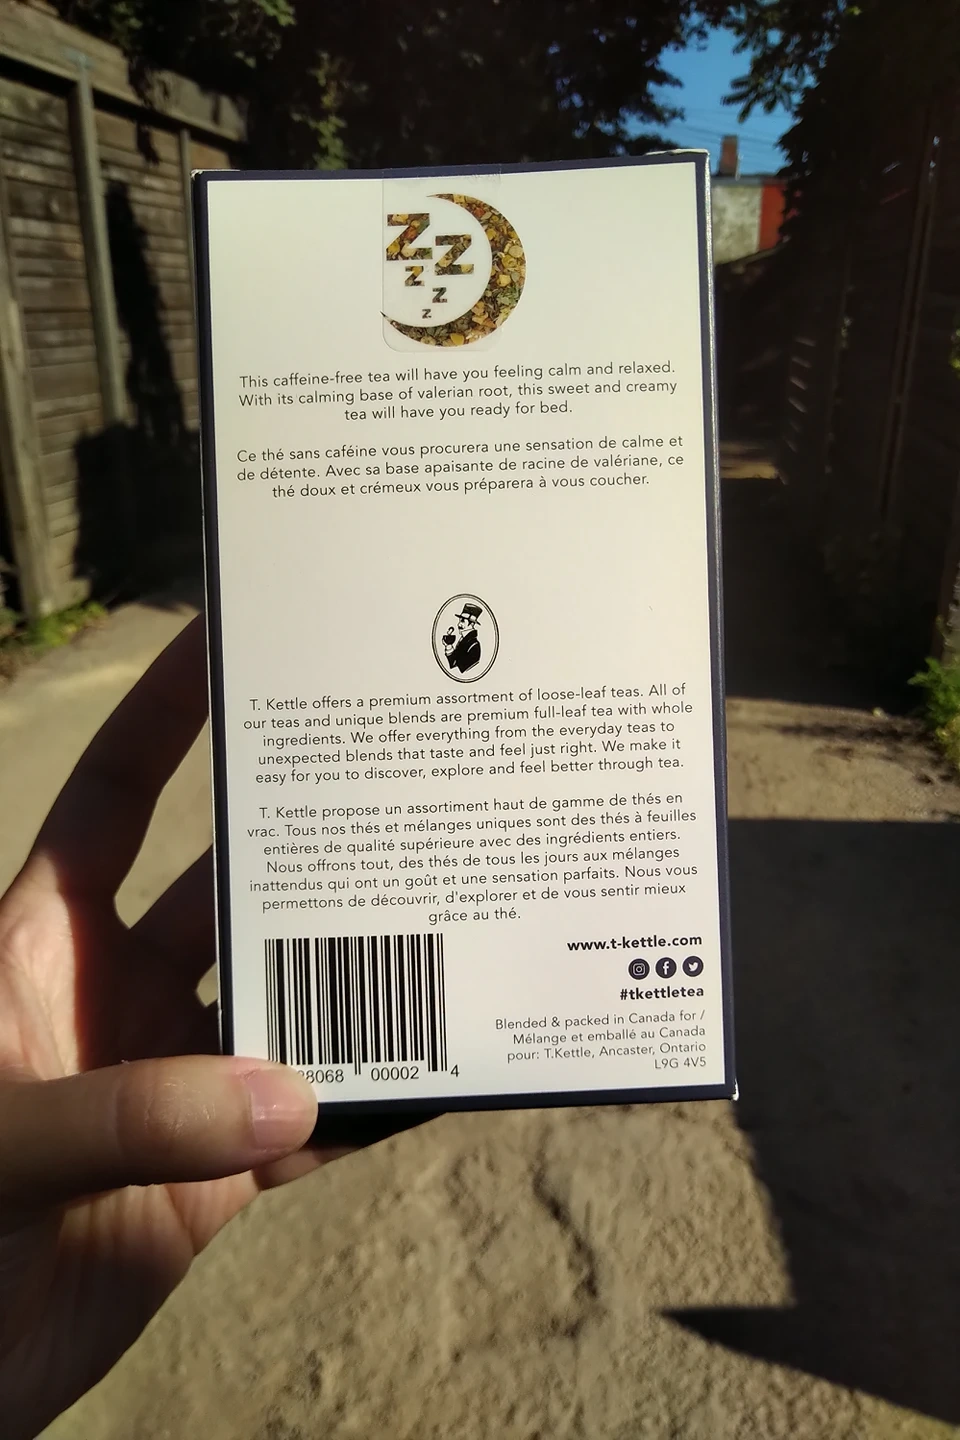 Z Z
Z
Z
Z
This caffeine-free tea will have you feeling calm and relaxed.
With its calming base of valerian root, this sweet and creamy
tea will have you ready for bed.
Ce thé sans caféine vous procurera une sensation de calme et
de détente. Avec sa base apaisante de racine de valériane, ce
thé doux et crémeux vous préparera à vous coucher.
T. Kettle offers a premium assortment of loose-leaf teas. All of
our teas and unique blends are premium full-leaf tea with whole
ingredients. We offer everything from the everyday teas to
unexpected blends that taste and feel just right. We make it
easy for you to discover, explore and feel better through tea.
T. Kettle propose un assortiment haut de gamme de thés en
vrac. Tous nos thés et mélanges uniques sont des thés à feuilles
entières de qualité supérieure avec des ingrédients entiers.
Nous offrons tout, des thés de tous les jours aux mélanges
inattendus qui ont un goût et une sensation parfaits. Nous vous
permettons de découvrir, d'explorer et de vous sentir mieux
grâce au thé.
www.t-kettle.com
#tkettletea
Blended & packed in Canada for /
Mélange et emballé au Canada
pour: T.Kettle, Ancaster, Ontario
L9G 4V5
8068 00002 4